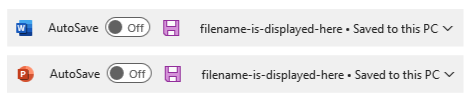 W AutoSave Off filename-is-displayed-here • Saved to this PC
P AutoSave Off filename-is-displayed-here • Saved to this PC